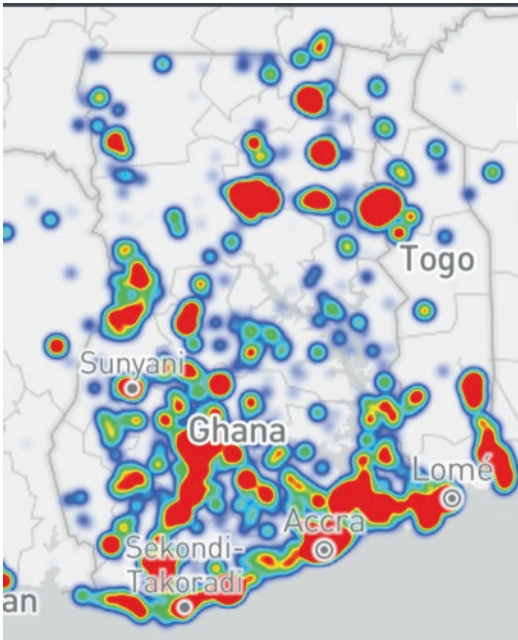 Togo
Sunyani
Ghana
Lomé
Accra
Sekondi-
Takoradi
an